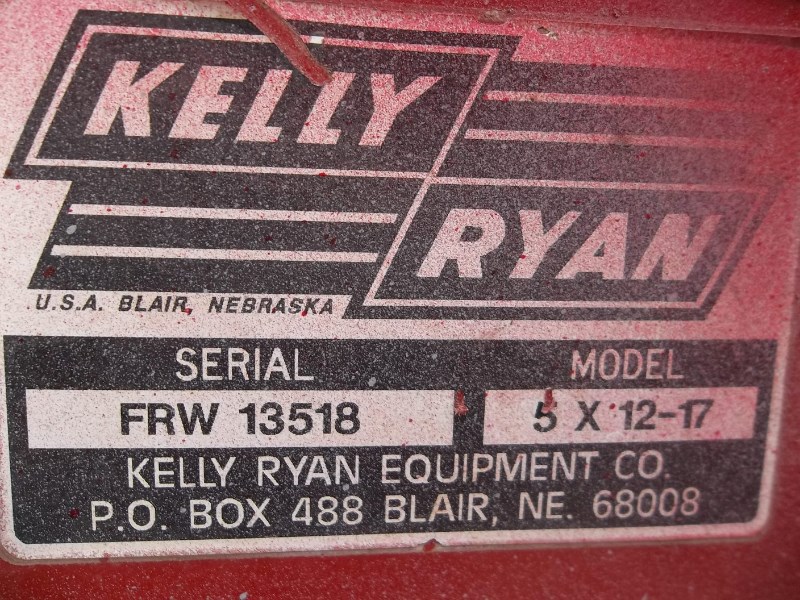 KELLY
RYAN
U.S.A. BLAIR, NEBRASKA
SERIAL MODEL
FRW 13518 5 X 12-17
KELLY RYAN EQUIPMENT CO.
P.O. BOX 488 BLAIR, NE. 68008